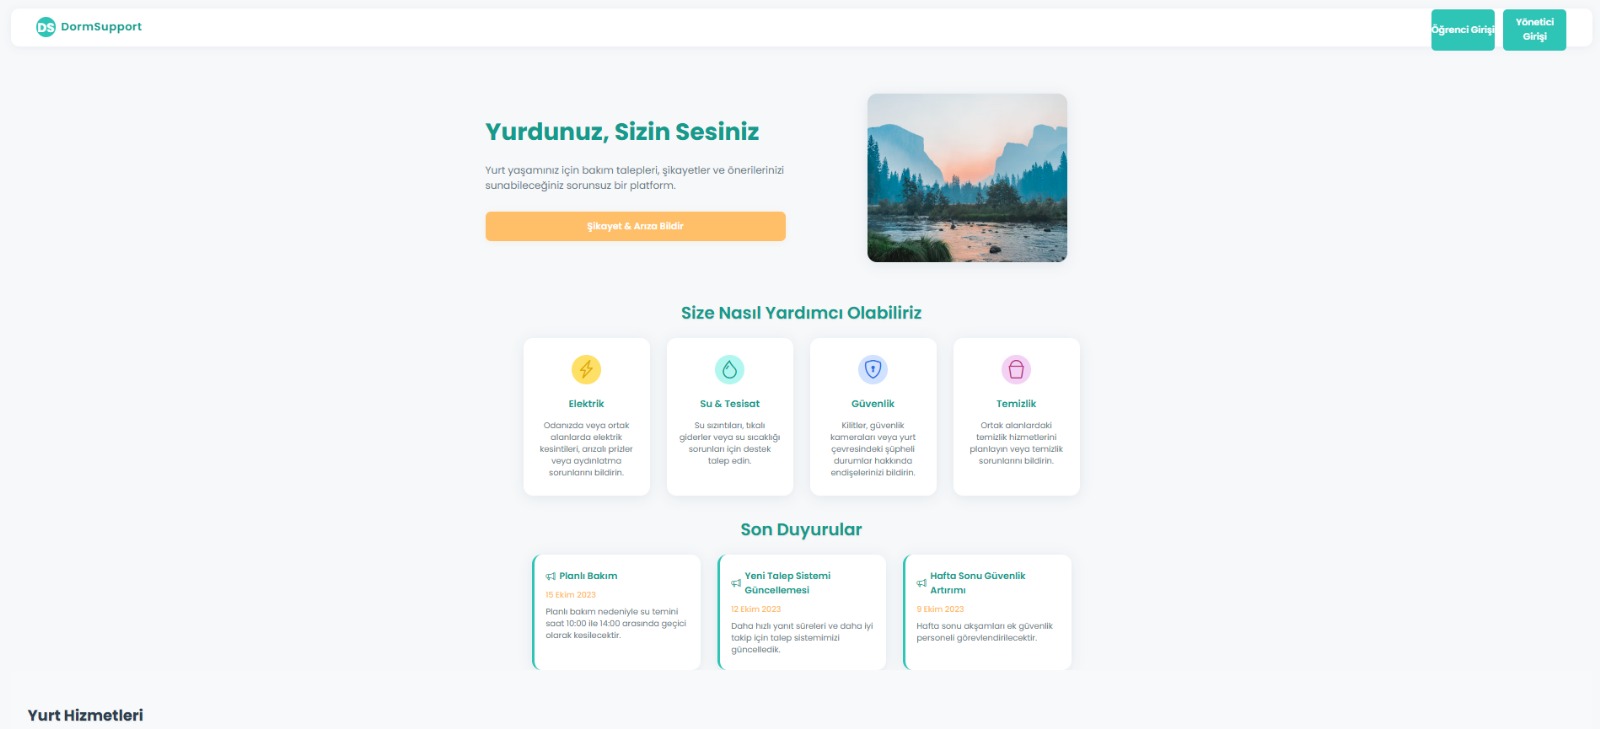 DS DormSupport
Öğrenci Girişi
Yönetici
Girişi
Yurdunuz, Sizin Sesiniz
Yurt yaşamınız için bakım talepleri, şikayetler ve önerilerinizi
sunabileceğiniz sorunsuz bir platform.
Şikayet & Arıza Bildir
Size Nasıl Yardımcı Olabiliriz
Elektrik
Odanızda veya ortak
alanlarda elektrik
kesintileri, arızalı prizler
veya aydınlatma
sorunlarını bildirin.
Su & Tesisat
Su sızıntıları, tıkalı
giderler veya su sıcaklığı
sorunları için destek
talep edin.
Güvenlik
Kilitler, güvenlik
kameraları veya yurt
çevresindeki şüpheli
durumlar hakkında
endişelerinizi bildirin.
Temizlik
Ortak alanlardaki
temizlik hizmetlerini
planlayın veya temizlik
sorunlarını bildirin.
Son Duyurular
Planlı Bakım
15 Ekim 2023
Planlı bakım nedeniyle su temini
saat 10:00 ile 14:00 arasında geçici
olarak kesilecektir.
Yeni Talep Sistemi
Güncellemesi
12 Ekim 2023
Daha hızlı yanıt süreleri ve daha iyi
takip için talep sistemimizi
güncelledik.
Hafta Sonu Güvenlik
Artırımı
9 Ekim 2023
Hafta sonu akşamları ek güvenlik
personeli görevlendirilecektir.
Yurt Hizmetleri